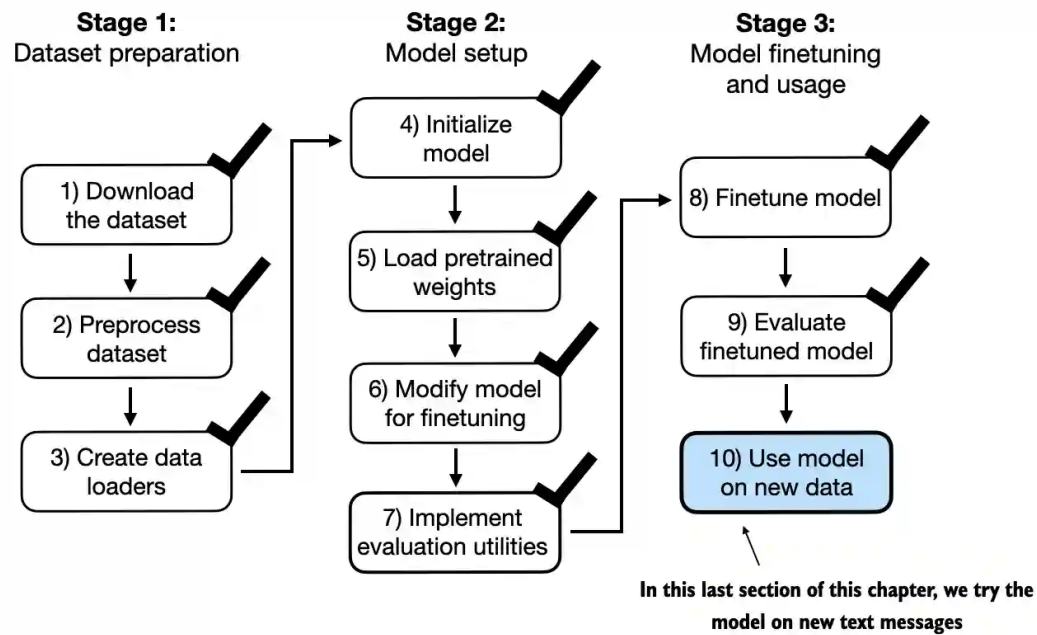 Stage 1:
Dataset preparation
1) Download
the dataset
2) Preprocess
dataset
3) Create data
loaders
Stage 2:
Model setup
4) Initialize
model
5) Load pretrained
weights
6) Modify model
for finetuning
7) Implement
evaluation utilities
Stage 3:
Model finetuning
and usage
8) Finetune model
9) Evaluate
finetuned model
10) Use model
on new data
In this last section of this chapter, we try the
model on new text messages